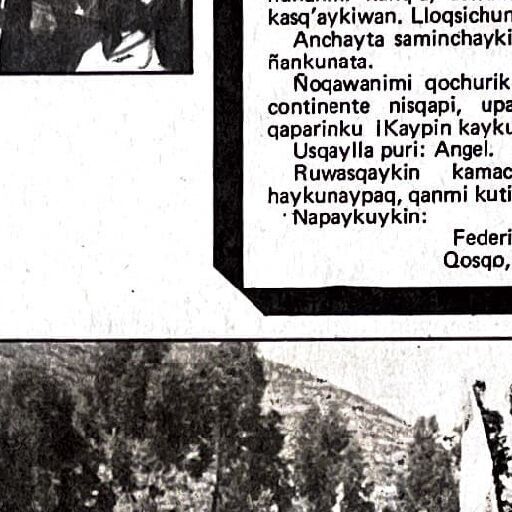 kasq'aykiwan. Lloqsichun
Anchayta saminchayki
ñankunata.
Ñoqawanimi qochurik
continente nisqapi, upa
qaparinku ¡Kaypin kayku
Usqaylla puri: Angel.
Ruwasqaykin kamac
haykunaypaq, qanmi kuti
Napaykuykin:
Federi
Qosqo,